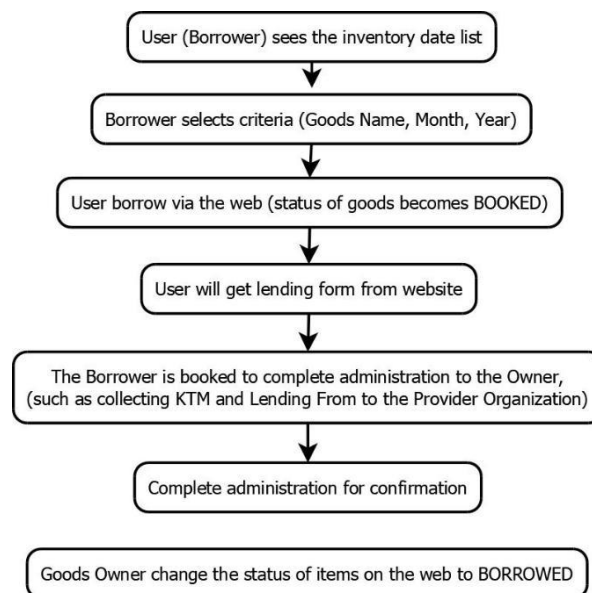 User (Borrower) sees the inventory date list
Borrower selects criteria (Goods Name, Month, Year)
User borrow via the web (status of goods becomes BOOKED)
User will get lending form from website
The Borrower is booked to complete administration to the Owner,
(such as collecting KTM and Lending From to the Provider Organization)
Complete administration for confirmation
Goods Owner change the status of items on the web to BORROWED